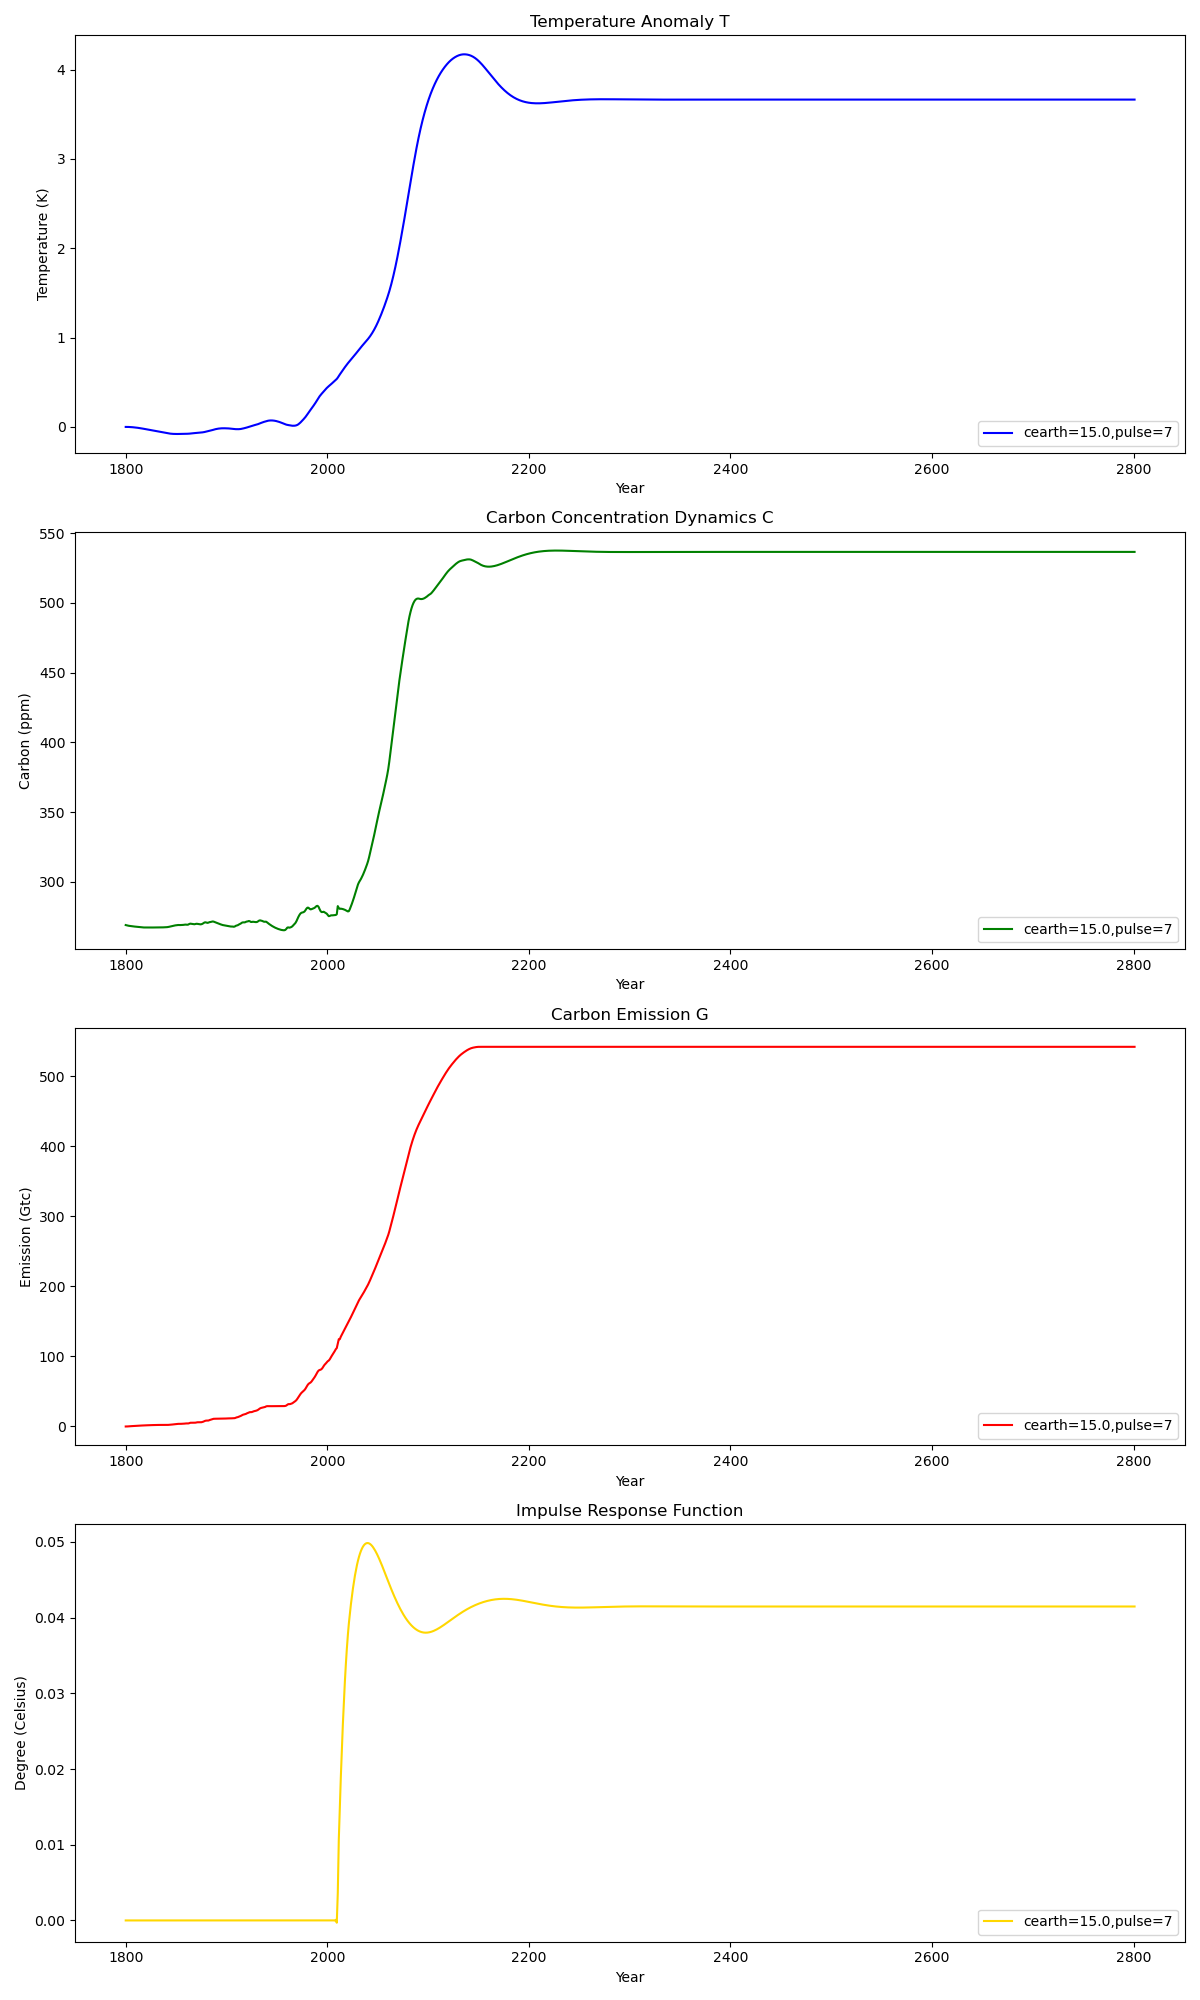 Temperature Anomaly T
4
3
2
1
0
Temperature (K)
cearth=15.0,pulse=7
1800 2000 2200 2400 2600 2800
Year
Carbon Concentration Dynamics C
550
500
450
400
350
300
Carbon (ppm)
cearth=15.0,pulse=7
1800 2000 2200 2400 2600 2800
Year
Carbon Emission G
500
400
300
200
100
0
Emission (Gtc)
cearth=15.0,pulse=7
1800 2000 2200 2400 2600 2800
Year
Impulse Response Function
0.05
0.04
0.03
0.02
0.01
0.00
Degree (Celsius)
cearth=15.0,pulse=7
1800 2000 2200 2400 2600 2800
Year